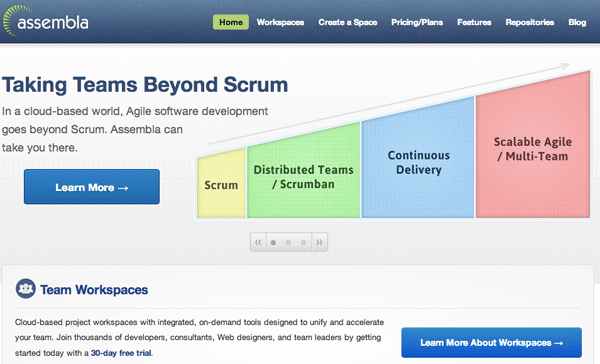 assembla
Home Workspaces Create a Space Pricing/Plans Features Repositories Blog
Taking Teams Beyond Scrum
In a cloud-based world, Agile software development
goes beyond Scrum. Assembla can
take you there.
Learn More →
Scrum
Distributed Teams
/ Scrumban
Continuous
Delivery
Scalable Agile
/ Multi-Team
Team Workspaces
Cloud-based project workspaces with integrated, on-demand tools designed to unify and accelerate
your team. Join thousands of developers, consultants, Web designers, and team leaders by getting
started today with a 30-day free trial.
Learn More About Workspaces →